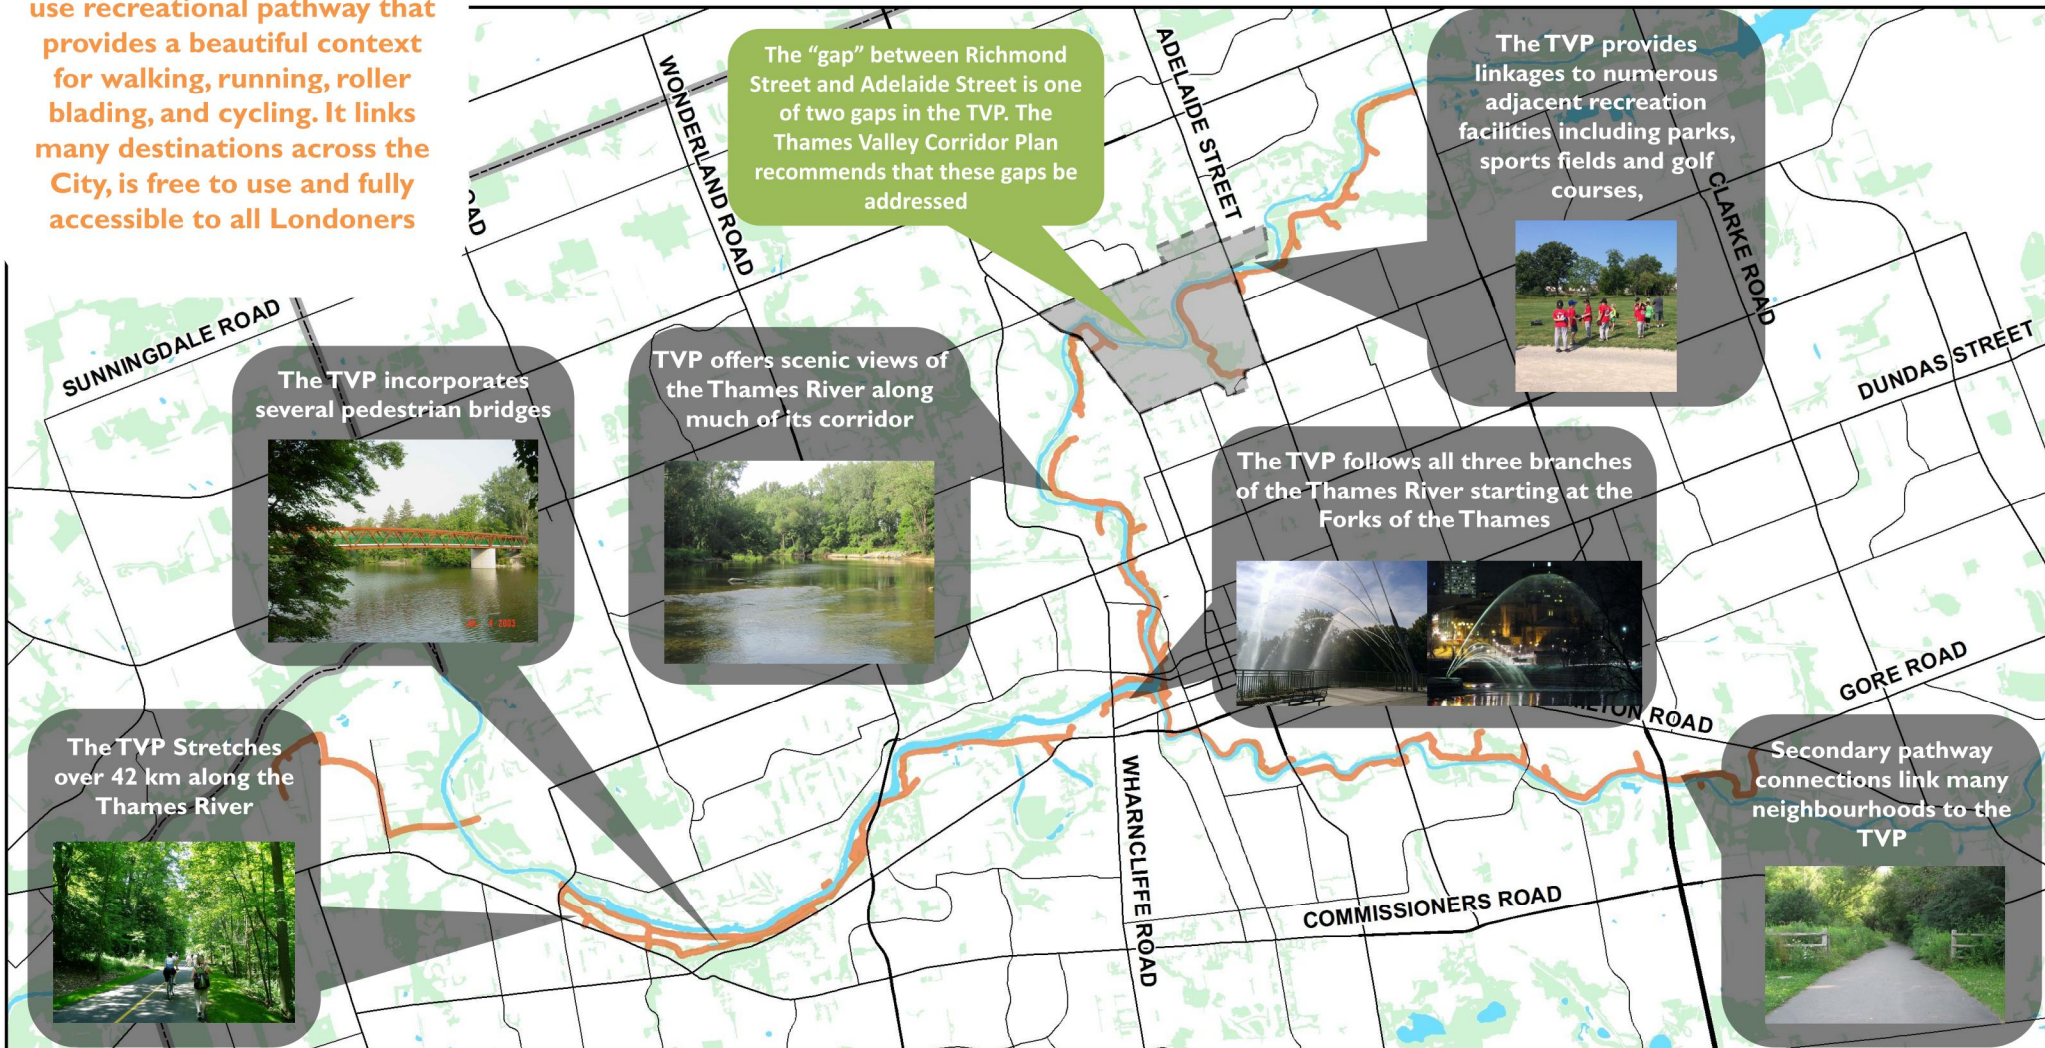 use recreational pathway that
provides a beautiful context
for walking, running, roller
blading, and cycling. It links
many destinations across the
City, is free to use and fully
accessible to all Londoners
The “gap” between Richmond
Street and Adelaide Street is one
of two gaps in the TVP. The
Thames Valley Corridor Plan
recommends that these gaps be
addressed
The TVP provides
linkages to numerous
adjacent recreation
facilities including parks,
sports fields and golf
courses,
WONDERLAND ROAD
ADELAIDE STREET
CLARKE ROAD
SUNNINGDALE ROAD
DUNDAS STREET
The TVP incorporates
several pedestrian bridges
TVP offers scenic views of
the Thames River along
much of its corridor
The TVP follows all three branches
of the Thames River starting at the
Forks of the Thames
GORE ROAD
ROAD
The TVP Stretches
over 42 km along the
Thames River
Secondary pathway
connections link many
neighbourhoods to the
TVP
WHARNCLIFFE ROAD
COMMISSIONERS ROAD